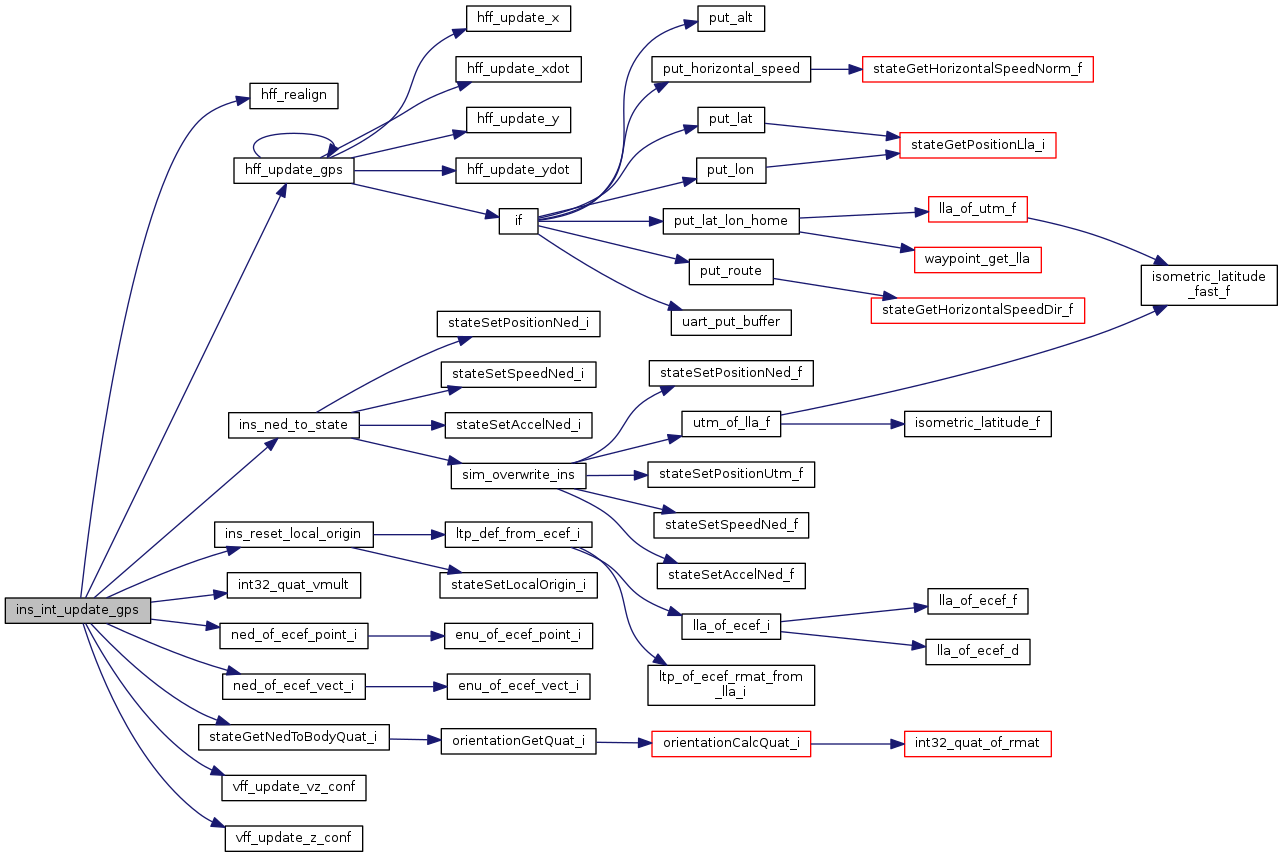 ins_int_update_gps
hff_realign
hff_update_gps
hff_update_x
hff_update_xdot
hff_update_y
hff_update_ydot
if
put_alt
put_horizontal_speed
stateGetHorizontalSpeedNorm_f
put_lat
stateGetPositionLla_i
put_lon
put_lat_lon_home
lla_of_utm_f
waypoint_get_lla
isometric_latitude
_fast_f
put_route
stateGetHorizontalSpeedDir_f
uart_put_buffer
ins_ned_to_state
stateSetPositionNed_i
stateSetSpeedNed_i
stateSetAccelNed_i
sim_overwrite_ins
stateSetPositionNed_f
utm_of_lla_f
isometric_latitude_f
stateSetPositionUtm_f
stateSetSpeedNed_f
stateSetAccelNed_f
ins_reset_local_origin
ltp_def_from_ecef_i
stateSetLocalOrigin_i
lla_of_ecef_i
lla_of_ecef_f
lla_of_ecef_d
ltp_of_ecef_rmat_from
_lla_i
int32_quat_vmult
ned_of_ecef_point_i
enu_of_ecef_point_i
ned_of_ecef_vect_i
enu_of_ecef_vect_i
stateGetNedToBodyQuat_i
orientationGetQuat_i
orientationCalcQuat_i
int32_quat_of_rmat
vff_update_vz_conf
vff_update_z_conf